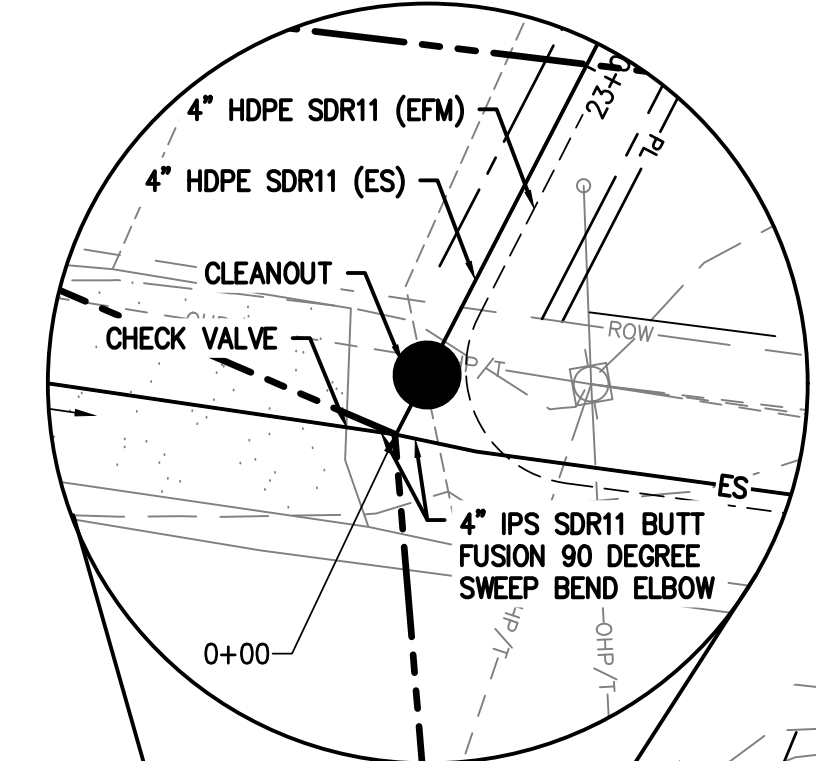 4" HDPE SDR11 (EFM)
23+0
PL
4" HDPE SDR11 (ES)
CLEANOUT
CHECK VALVE
ROW
P/T
ES
4" IPS SDR11 BUTT
FUSION 90 DEGREE
SWEEP BEND ELBOW
HP/T
OHP/T
0+00